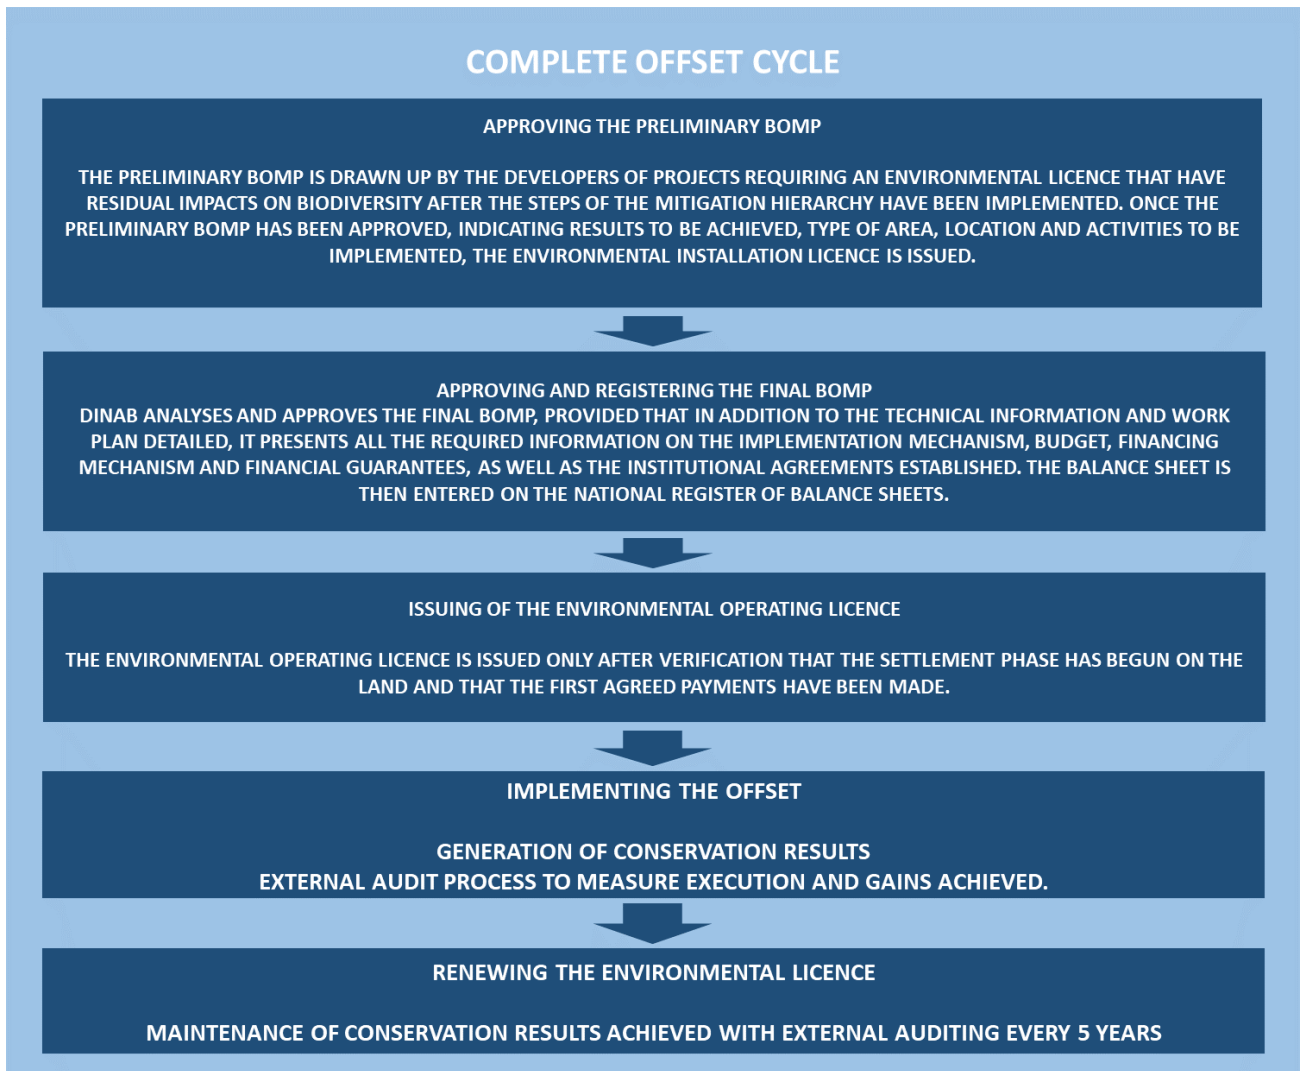 COMPLETE OFFSET CYCLE
APPROVING THE PRELIMINARY BOMP
THE PRELIMINARY BOMP IS DRAWN UP BY THE DEVELOPERS OF PROJECTS REQUIRING AN ENVIRONMENTAL LICENCE THAT HAVE
RESIDUAL IMPACTS ON BIODIVERSITY AFTER THE STEPS OF THE MITIGATION HIERARCHY HAVE BEEN IMPLEMENTED. ONCE THE
PRELIMINARY BOMP HAS BEEN APPROVED, INDICATING RESULTS TO BE ACHIEVED, TYPE OF AREA, LOCATION AND ACTIVITIES TO BE
IMPLEMENTED, THE ENVIRONMENTAL INSTALLATION LICENCE IS ISSUED.
APPROVING AND REGISTERING THE FINAL BOMP
DINAB ANALYSES AND APPROVES THE FINAL BOMP, PROVIDED THAT IN ADDITION TO THE TECHNICAL INFORMATION AND WORK
PLAN DETAILED, IT PRESENTS ALL THE REQUIRED INFORMATION ON THE IMPLEMENTATION MECHANISM, BUDGET, FINANCING
MECHANISM AND FINANCIAL GUARANTEES, AS WELL AS THE INSTITUTIONAL AGREEMENTS ESTABLISHED. THE BALANCE SHEET IS
THEN ENTERED ON THE NATIONAL REGISTER OF BALANCE SHEETS.
ISSUING OF THE ENVIRONMENTAL OPERATING LICENCE
THE ENVIRONMENTAL OPERATING LICENCE IS ISSUED ONLY AFTER VERIFICATION THAT THE SETTLEMENT PHASE HAS BEGUN ON THE
LAND AND THAT THE FIRST AGREED PAYMENTS HAVE BEEN MADE.
IMPLEMENTING THE OFFSET
GENERATION OF CONSERVATION RESULTS
EXTERNAL AUDIT PROCESS TO MEASURE EXECUTION AND GAINS ACHIEVED.
RENEWING THE ENVIRONMENTAL LICENCE
MAINTENANCE OF CONSERVATION RESULTS ACHIEVED WITH EXTERNAL AUDITING EVERY 5 YEARS